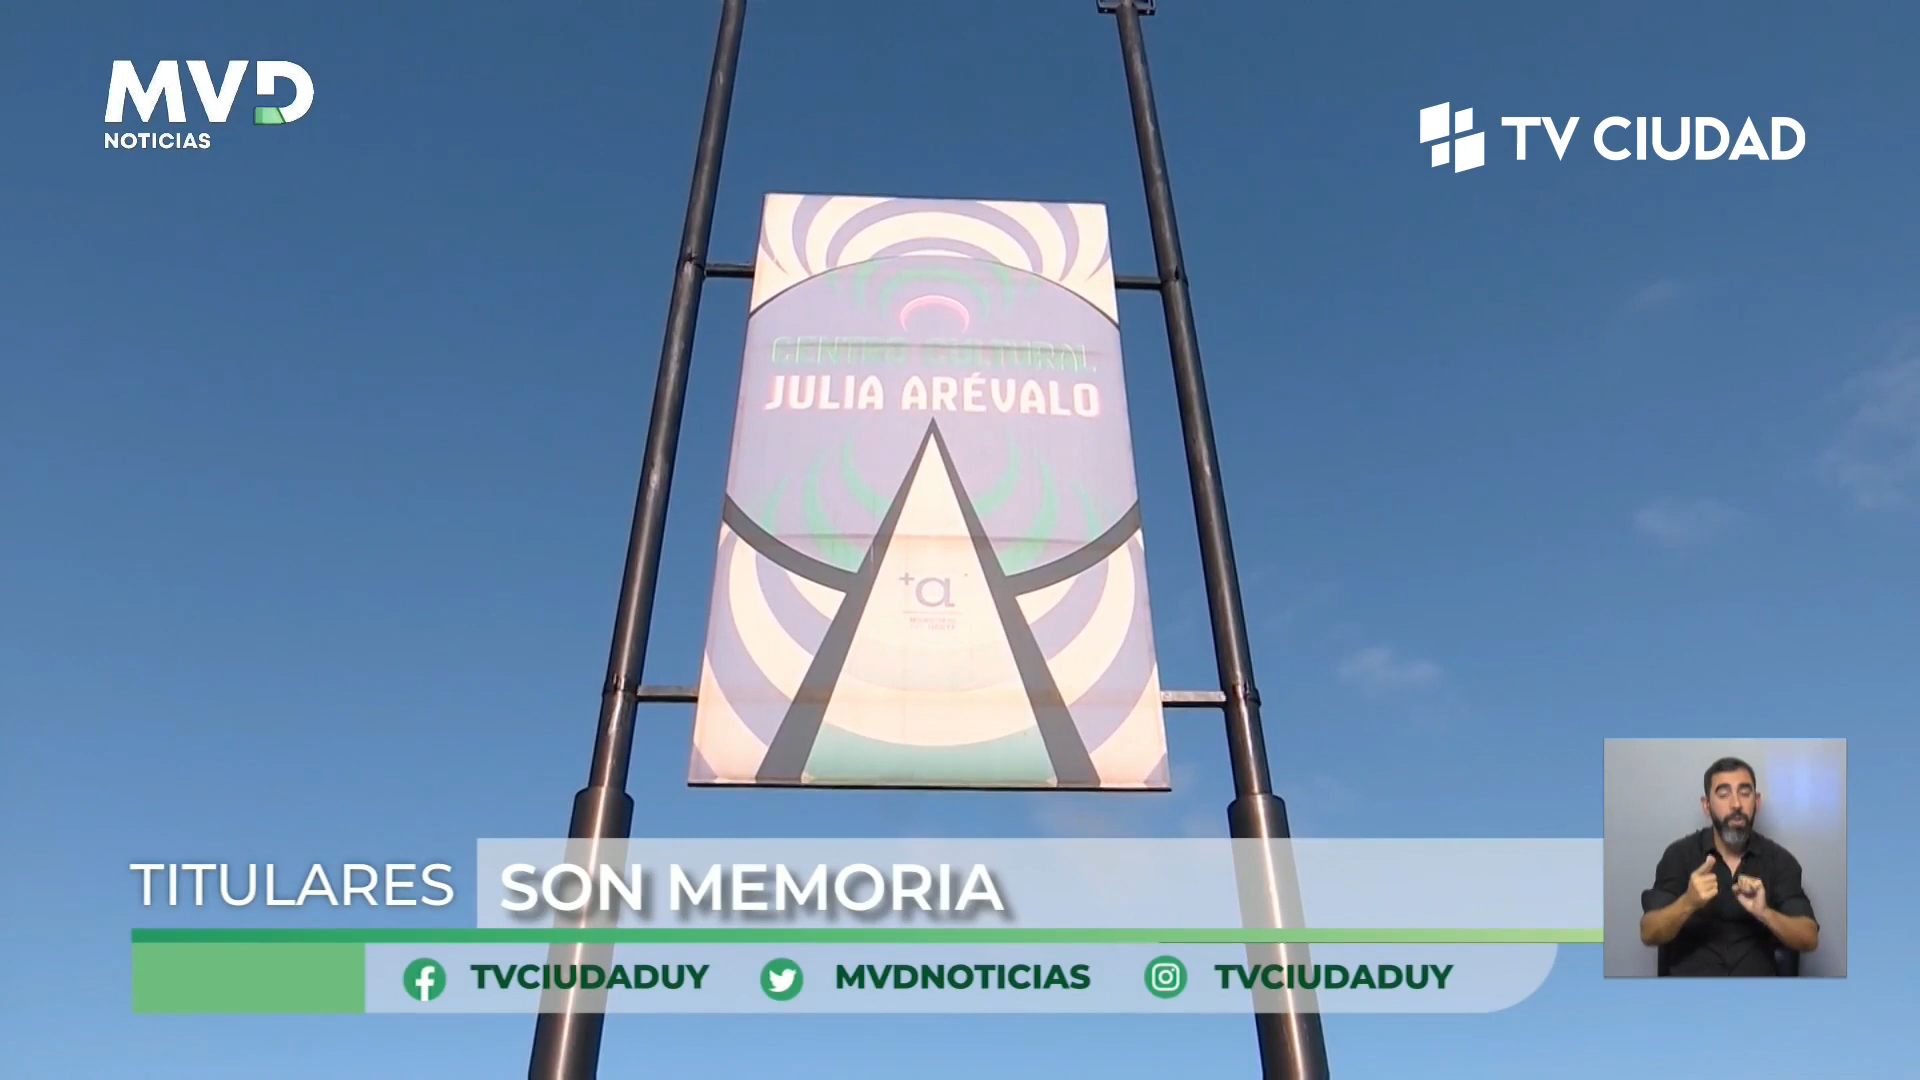 MVD
NOTICIAS
TV CIUDAD
CENTRO CULTURAL
JULIA ARÉVALO
+a
TITULARES
SON MEMORIA
TVCIUDADUY
MVDNOTICIAS
TVCIUDADUY